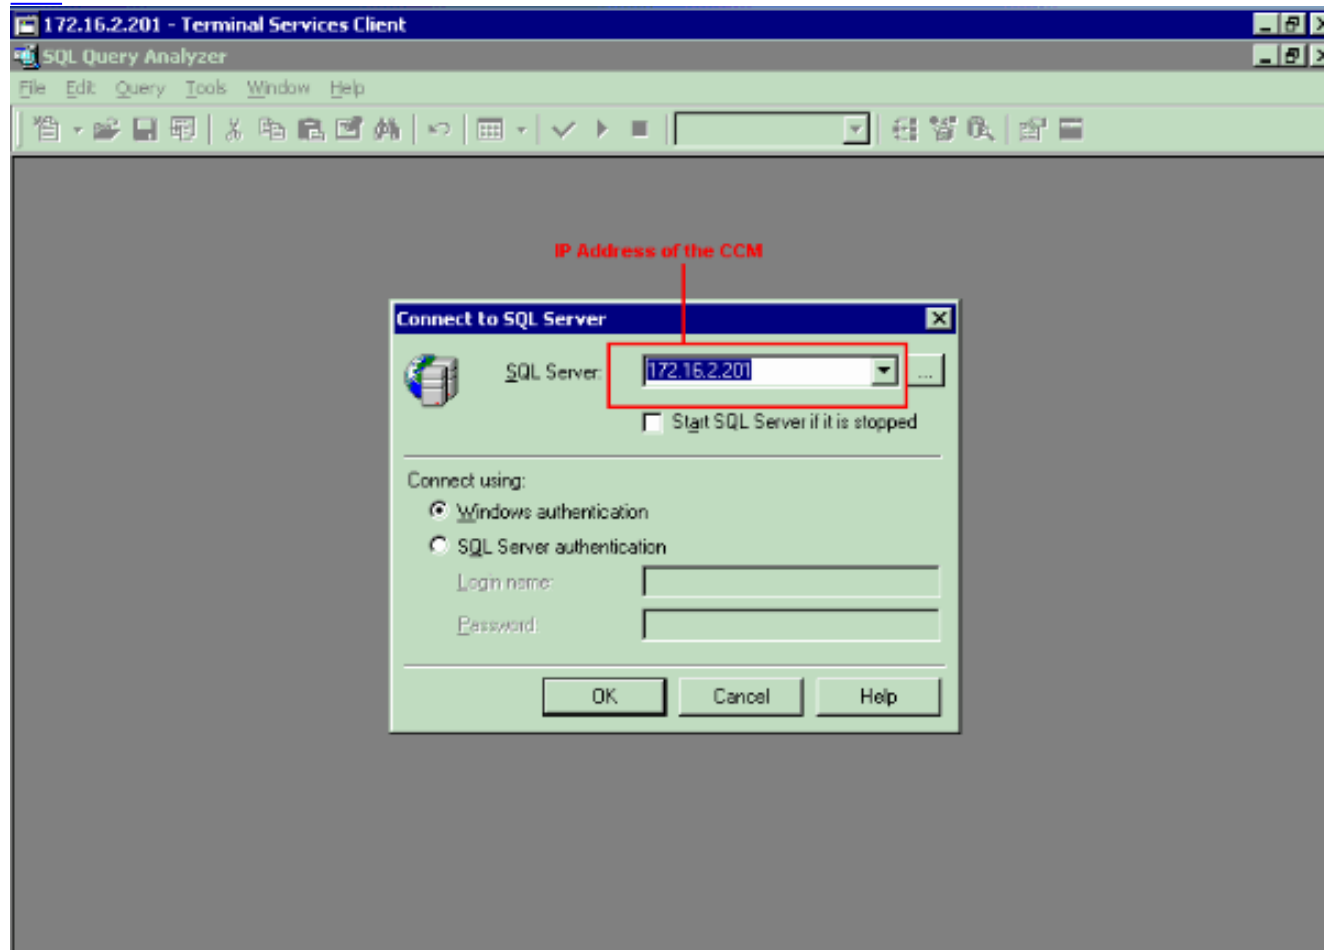 172.16.2.201 - Terminal Services Client
SQL Query Analyzer
File Edit Query Tools Window Help
IP Address of the CCM
Connect to SQL Server
SQL Server: 172.16.2.201 ...
Start SQL Server if it is stopped
Connect using:
Windows authentication
SQL Server authentication
Login name:
Password:
OK Cancel Help